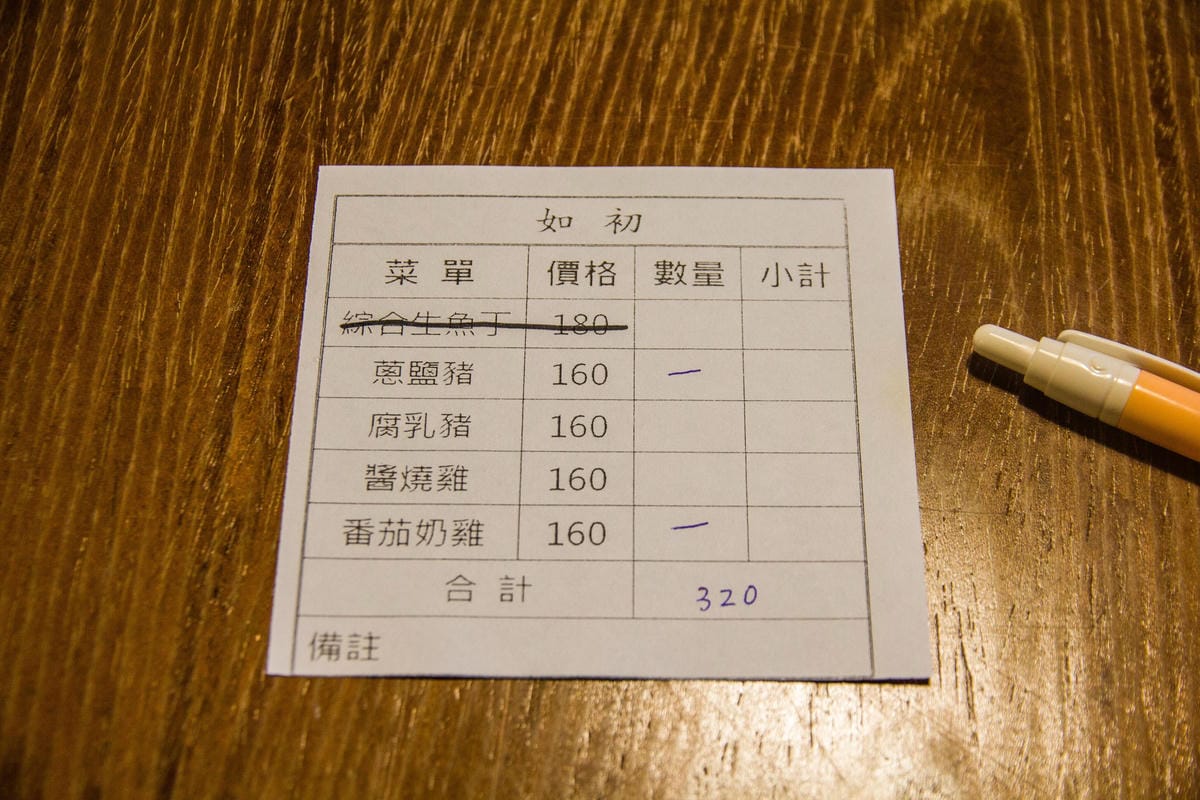 如 初
菜 單 價格 數量 小計
綜合生魚丁 180
蔥鹽豬 160 一
腐乳豬 160
醬燒雞 160
番茄奶雞 160 一
合 計 320
備註